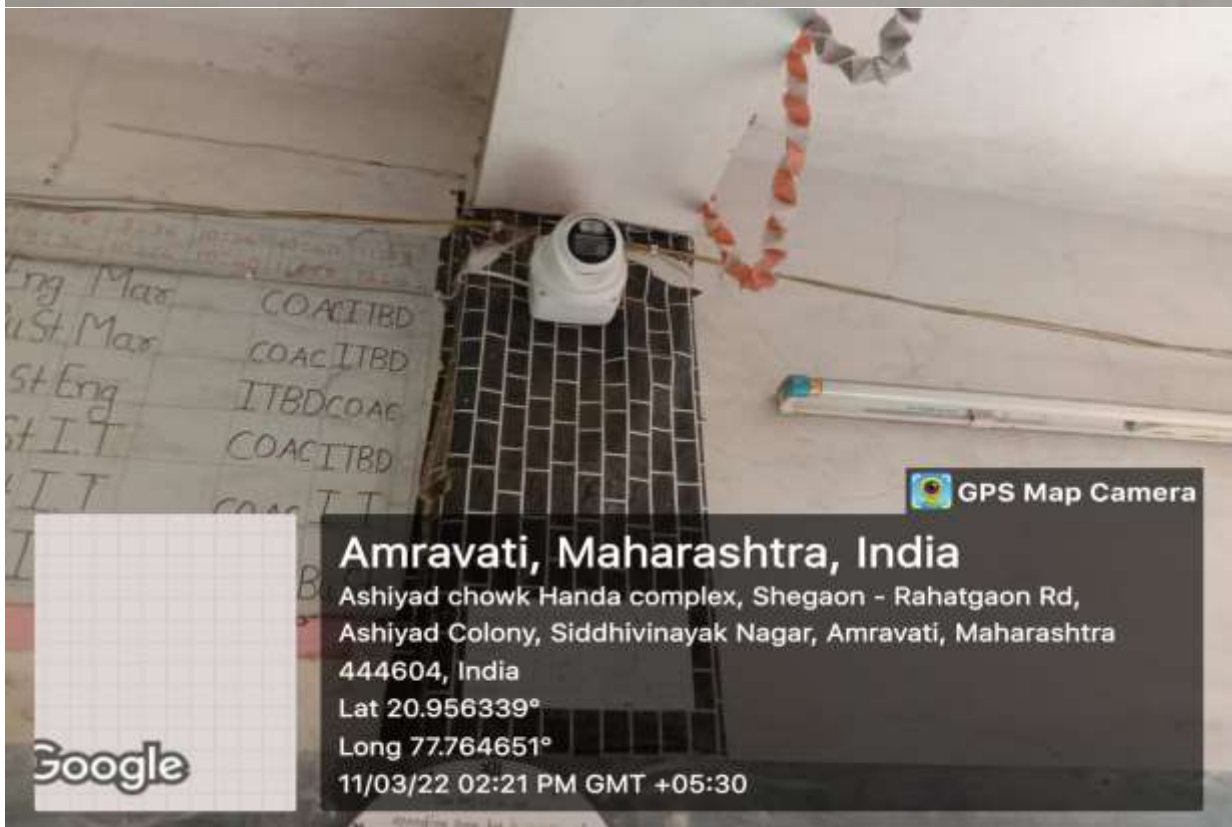 Eng Mar COACITBD
St. Mar COACITBD
St Eng ITBDCOAC
St I.T COACITBD
I T COAC I T
GPS Map Camera
Amravati, Maharashtra, India
Ashiyad chowk Handa complex, Shegaon - Rahatgaon Rd,
Ashiyad Colony, Siddhivinayak Nagar, Amravati, Maharashtra
444604, India
Lat 20.956339°
Long 77.764651°
11/03/22 02:21 PM GMT +05:30
Google